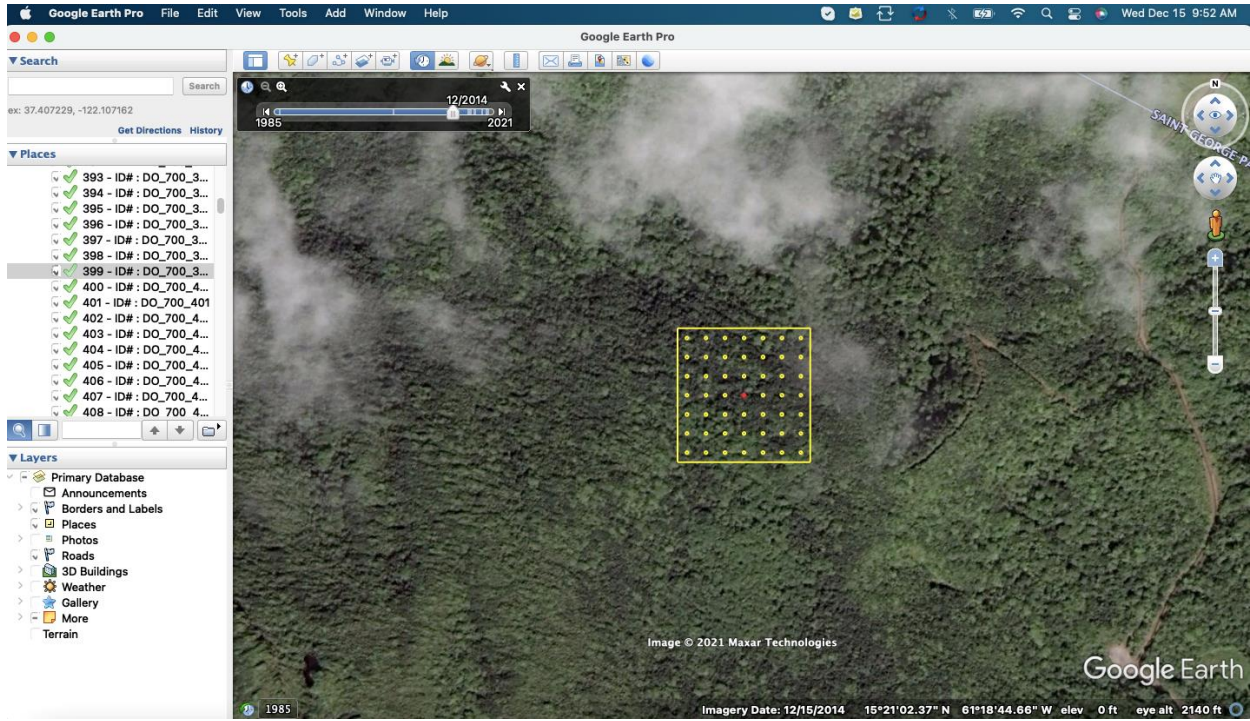 Google Earth Pro File Edit View Tools Add Window Help Wed Dec 15 9:52 AM
Google Earth Pro
Search
Search
ex: 37.407229, -122.107162
Get Directions History
Places
393 - ID# : DO_700_3...
394 - ID# : DO_700_3...
395 - ID# : DO_700_3...
396 - ID# : DO_700_3...
397 - ID# : DO_700_3...
398 - ID# : DO_700_3...
399 - ID# : DO_700_3...
400 - ID# : DO_700_4...
401 - ID# : DO_700_401
402 - ID# : DO_700_4...
403 - ID# : DO_700_4...
404 - ID# : DO_700_4...
405 - ID# : DO_700_4...
406 - ID# : DO_700_4...
407 - ID# : DO_700_4...
408 - ID# : DO_700_4...
Layers
Primary Database
Announcements
Borders and Labels
Places
Photos
Roads
3D Buildings
Weather
Gallery
More
Terrain
12/2014
1985 2021
N
SAINT GEORGE
Image © 2021 Maxar Technologies
Google Earth
1985
Imagery Date: 12/15/2014 15°21'02.37" N 61°18'44.66" W elev 0 ft eye alt 2140 ft